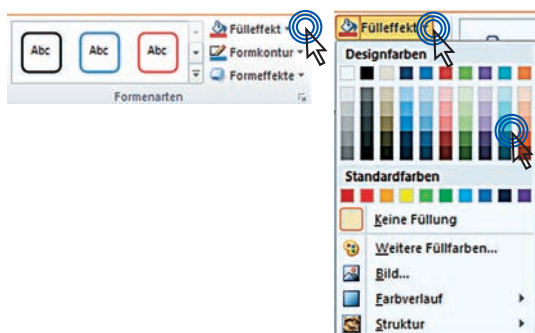 Abc Abc Abc
Fülleffekt
Formkontur
Formeffekte
Formenarten
Fülleffekt
Designfarben
Standardfarben
Keine Füllung
Weitere Füllfarben...
Bild...
Farbverlauf
Struktur